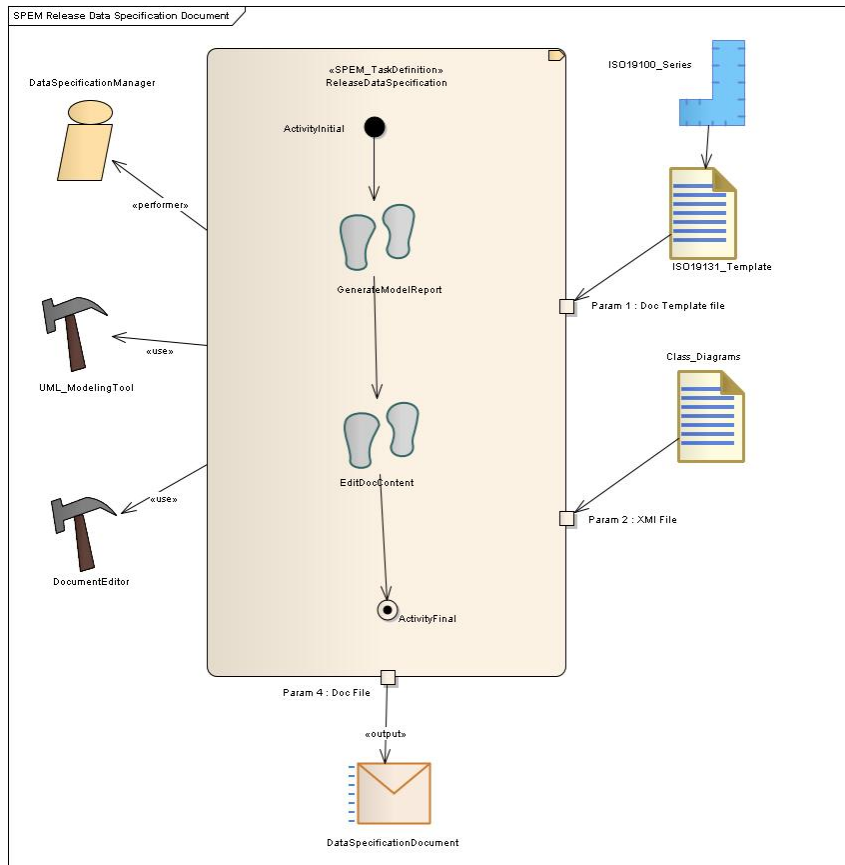 SPEM Release Data Specification Document
«SPEM_TaskDefinition»
ReleaseDataSpecification
ISO19100_Series
DataSpecificationManager
ActivityInitial
«performer»
ISO19131_Template
GenerateModelReport
Param 1 : Doc Template file
«use»
Class_Diagrams
UML_ModelingTool
EditDocContent
«use»
Param 2 : XMI File
DocumentEditor
ActivityFinal
Param 4 : Doc File
«output»
DataSpecificationDocument